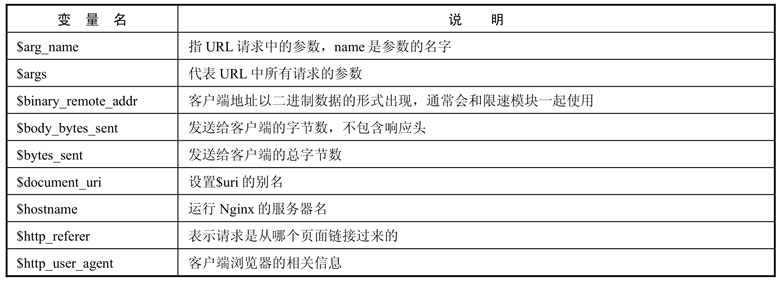 变 量 名 说 明
$arg_name 指 URL 请求中的参数，name 是参数的名字
$args 代表 URL 中所有请求的参数
$binary_remote_addr 客户端地址以二进制数据的形式出现，通常会和限速模块一起使用
$body_bytes_sent 发送给客户端的字节数，不包含响应头
$bytes_sent 发送给客户端的总字节数
$document_uri 设置$uri 的别名
$hostname 运行 Nginx 的服务器名
$http_referer 表示请求是从哪个页面链接过来的
$http_user_agent 客户端浏览器的相关信息